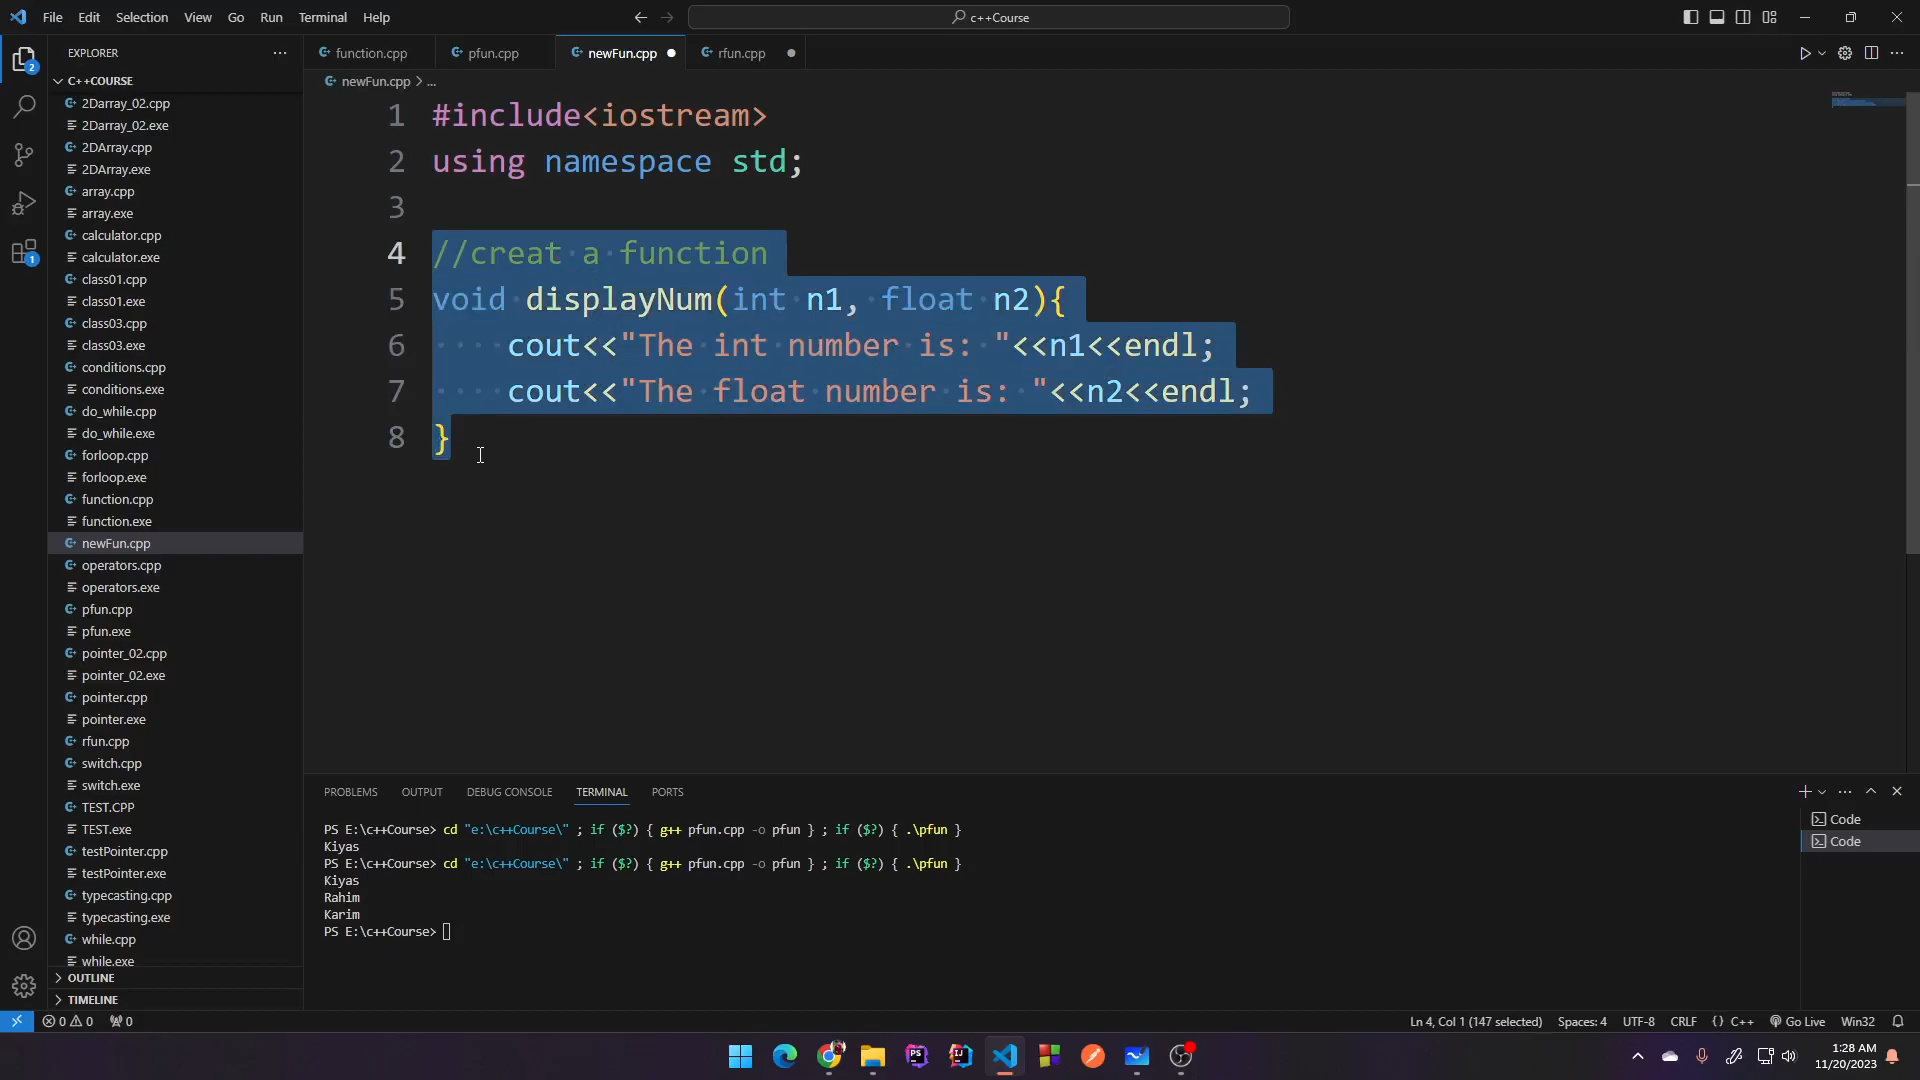 File Edit Selection View Go Run Terminal Help
c++Course
EXPLORER
function.cpp
pfun.cpp
newFun.cpp
rfun.cpp
newFun.cpp > ...
C++COURSE
2Darray_02.cpp
2Darray_02.exe
2DArray.cpp
2DArray.exe
array.cpp
array.exe
calculator.cpp
calculator.exe
class01.cpp
class01.exe
class03.cpp
class03.exe
conditions.cpp
conditions.exe
do_while.cpp
do_while.exe
forloop.cpp
forloop.exe
function.cpp
function.exe
newFun.cpp
operators.cpp
operators.exe
pfun.cpp
pfun.exe
pointer_02.cpp
pointer_02.exe
pointer.cpp
pointer.exe
rfun.cpp
switch.cpp
switch.exe
TEST.CPP
TEST.exe
testPointer.cpp
testPointer.exe
typecasting.cpp
typecasting.exe
while.cpp
while.exe
OUTLINE
TIMELINE
1 #include<iostream>
2 using namespace std;
3
4 //creat a function
5 void displayNum(int n1, float n2){
6 cout<<"The int number is: "<<n1<<endl;
7 cout<<"The float number is: "<<n2<<endl;
8 }
PROBLEMS OUTPUT DEBUG CONSOLE TERMINAL PORTS
PS E:\c++Course> cd "e:\c++Course\" ; if ($?) { g++ pfun.cpp -o pfun } ; if ($?) { .\pfun }
Kiyas
PS E:\c++Course> cd "e:\c++Course\" ; if ($?) { g++ pfun.cpp -o pfun } ; if ($?) { .\pfun }
Kiyas
Rahim
Karim
PS E:\c++Course>
Code
Code
2
1
0 0 0
Ln 4, Col 1 (147 selected) Spaces: 4 UTF-8 CRLF {} C++ Go Live Win32
PS
IJ
1:28 AM
11/20/2023